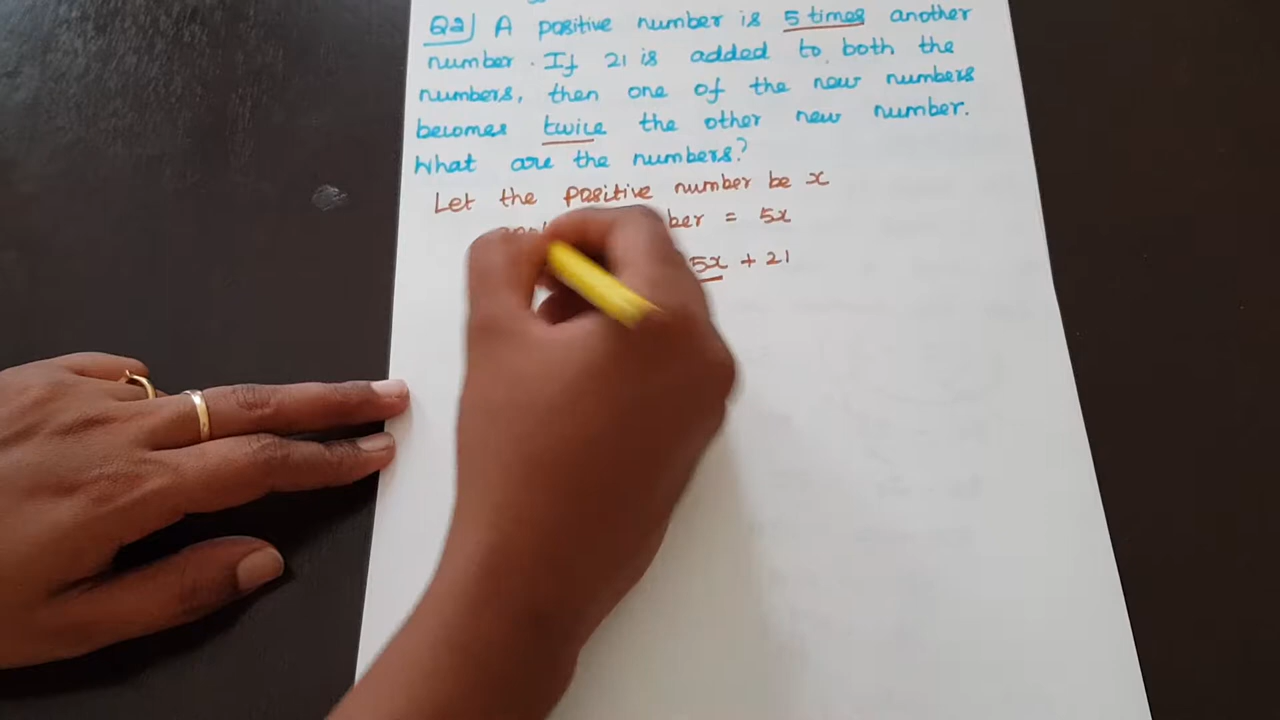 Q2) A positive number is 5 times another
number. If 21 is added to both the
numbers, then one of the new numbers
becomes twice the other new number.
What are the numbers?
Let the positive number be x
= 5x
5x + 21